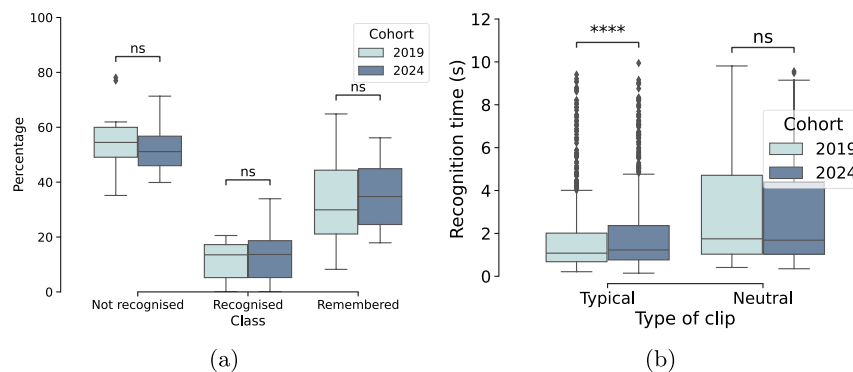 100
80
60
40
20
0
Percentage
ns
ns
ns
Cohort
2019
2024
Not recognised
Recognised
Remembered
Class
(a)
12
10
8
6
4
2
0
Recognition time (s)
****
ns
Cohort
2019
2024
Typical
Neutral
Type of clip
(b)